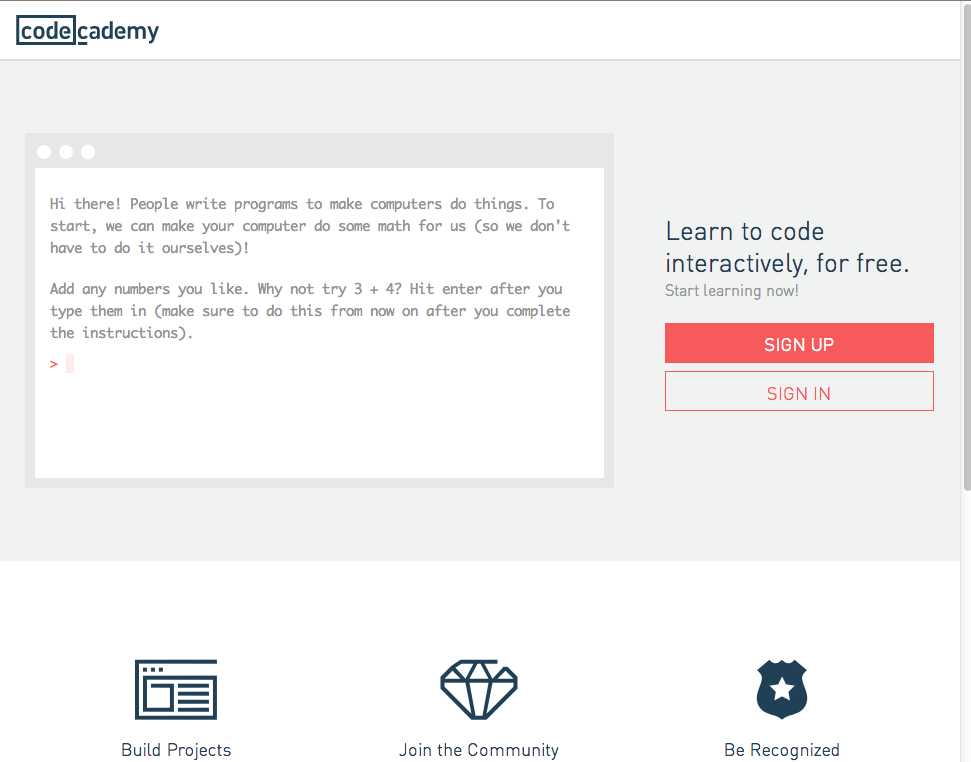 codecademy
Hi there! People write programs to make computers do things. To
start, we can make your computer do some math for us (so we don't
have to do it ourselves)!
Add any numbers you like. Why not try 3 + 4? Hit enter after you
type them in (make sure to do this from now on after you complete
the instructions).
>
Learn to code
interactively, for free.
Start learning now!
SIGN UP
SIGN IN
Build Projects
Join the Community
Be Recognized